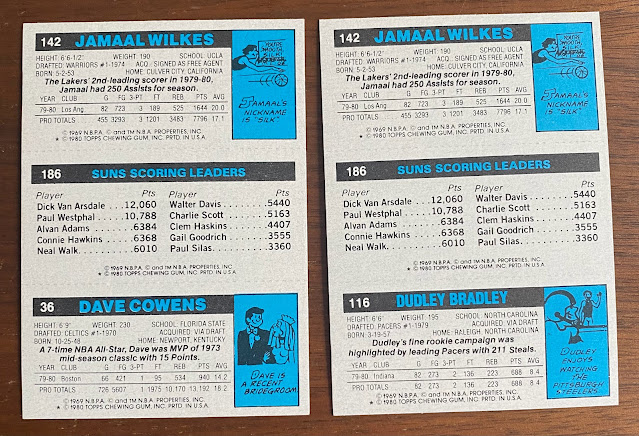 142 JAMAAL WILKES
HEIGHT: 6'6-1/2" WEIGHT: 190 SCHOOL: UCLA
DRAFTED: WARRIORS #1-1974 ACQ.: SIGNED AS FREE AGENT
BORN: 5-2-53 HOME: CULVER CITY, CALIFORNIA
The Lakers' 2nd-leading scorer in 1979-80,
Jamaal had 250 Assists for season.
YEAR CLUB G FG 3-PT FT REB PTS AVG
79-80 Los Ang 82 723 3 189 525 1644 20.0
PRO TOTALS 455 3293 3 1201 3483 7796 17.1
© 1969 N.B.P.A. © and TM N.B.A. PROPERTIES, INC.
★ © 1980 TOPPS CHEWING GUM, INC. PRTD. IN U.S.A.
JAMAAL'S
NICKNAME
IS "SILK"
186 SUNS SCORING LEADERS
Player Pts Player Pts
Dick Van Arsdale...12,060 Walter Davis.....5440
Paul Westphal.....10,788 Charlie Scott.....5163
Alvan Adams........6384 Clem Haskins......4407
Connie Hawkins.....6368 Gail Goodrich.....3555
Neal Walk..........6010 Paul Silas........3360
© 1969 N.B.P.A. © and TM N.B.A. PROPERTIES, INC.
★ © 1980 TOPPS CHEWING GUM, INC. PRTD. IN U.S.A.
36 DAVE COWENS
HEIGHT: 6'9" WEIGHT: 230 SCHOOL: FLORIDA STATE
DRAFTED: CELTICS #1-1970 ACQUIRED: VIA DRAFT
BORN: 10-25-48 HOME: NEWPORT, KENTUCKY
A 7-time NBA All-Star, Dave was MVP of 1973
mid-season classic with 15 Points.
YEAR CLUB G FG 3-PT FT REB PTS AVG
79-80 Boston 66 421 1 95 534 940 14.2
PRO TOTALS 726 5607 1 1975 10,170 13,192 18.2
© 1969 N.B.P.A. © and TM N.B.A. PROPERTIES, INC.
★ © 1980 TOPPS CHEWING GUM, INC. PRTD. IN U.S.A.
DAVE IS
A RECENT
BRIDEGROOM
142 JAMAAL WILKES
HEIGHT: 6'6-1/2" WEIGHT: 190 SCHOOL: UCLA
DRAFTED: WARRIORS #1-1974 ACQ.: SIGNED AS FREE AGENT
BORN: 5-2-53 HOME: CULVER CITY, CALIFORNIA
The Lakers' 2nd-leading scorer in 1979-80,
Jamaal had 250 Assists for season.
YEAR CLUB G FG 3-PT FT REB PTS AVG
79-80 Los Ang 82 723 3 189 525 1644 20.0
PRO TOTALS 455 3293 3 1201 3483 7796 17.1
© 1969 N.B.P.A. © and TM N.B.A. PROPERTIES, INC.
★ © 1980 TOPPS CHEWING GUM, INC. PRTD. IN U.S.A.
JAMAAL'S
NICKNAME
IS "SILK"
186 SUNS SCORING LEADERS
Player Pts Player Pts
Dick Van Arsdale...12,060 Walter Davis.....5440
Paul Westphal.....10,788 Charlie Scott.....5163
Alvan Adams........6384 Clem Haskins......4407
Connie Hawkins.....6368 Gail Goodrich.....3555
Neal Walk..........6010 Paul Silas........3360
© 1969 N.B.P.A. © and TM N.B.A. PROPERTIES, INC.
★ © 1980 TOPPS CHEWING GUM, INC. PRTD. IN U.S.A.
116 DUDLEY BRADLEY
HEIGHT: 6'6" WEIGHT: 195 SCHOOL: NORTH CAROLINA
DRAFTED: PACERS #1-1979 ACQUIRED: VIA DRAFT
BORN: 3-19-57 HOME: RALEIGH, NORTH CAROLINA
Dudley's fine rookie campaign was
highlighted by leading Pacers with 211 Steals.
YEAR CLUB G FG 3-PT FT REB PTS AVG
79-80 Indiana 82 273 2 136 223 688 8.4
PRO TOTALS 82 273 2 136 223 688 8.4
© 1969 N.B.P.A. © and TM N.B.A. PROPERTIES, INC.
★ © 1980 TOPPS CHEWING GUM, INC. PRTD. IN U.S.A.
DUDLEY
ENJOYS
WATCHING
THE
PITTSBURGH
STEELERS.